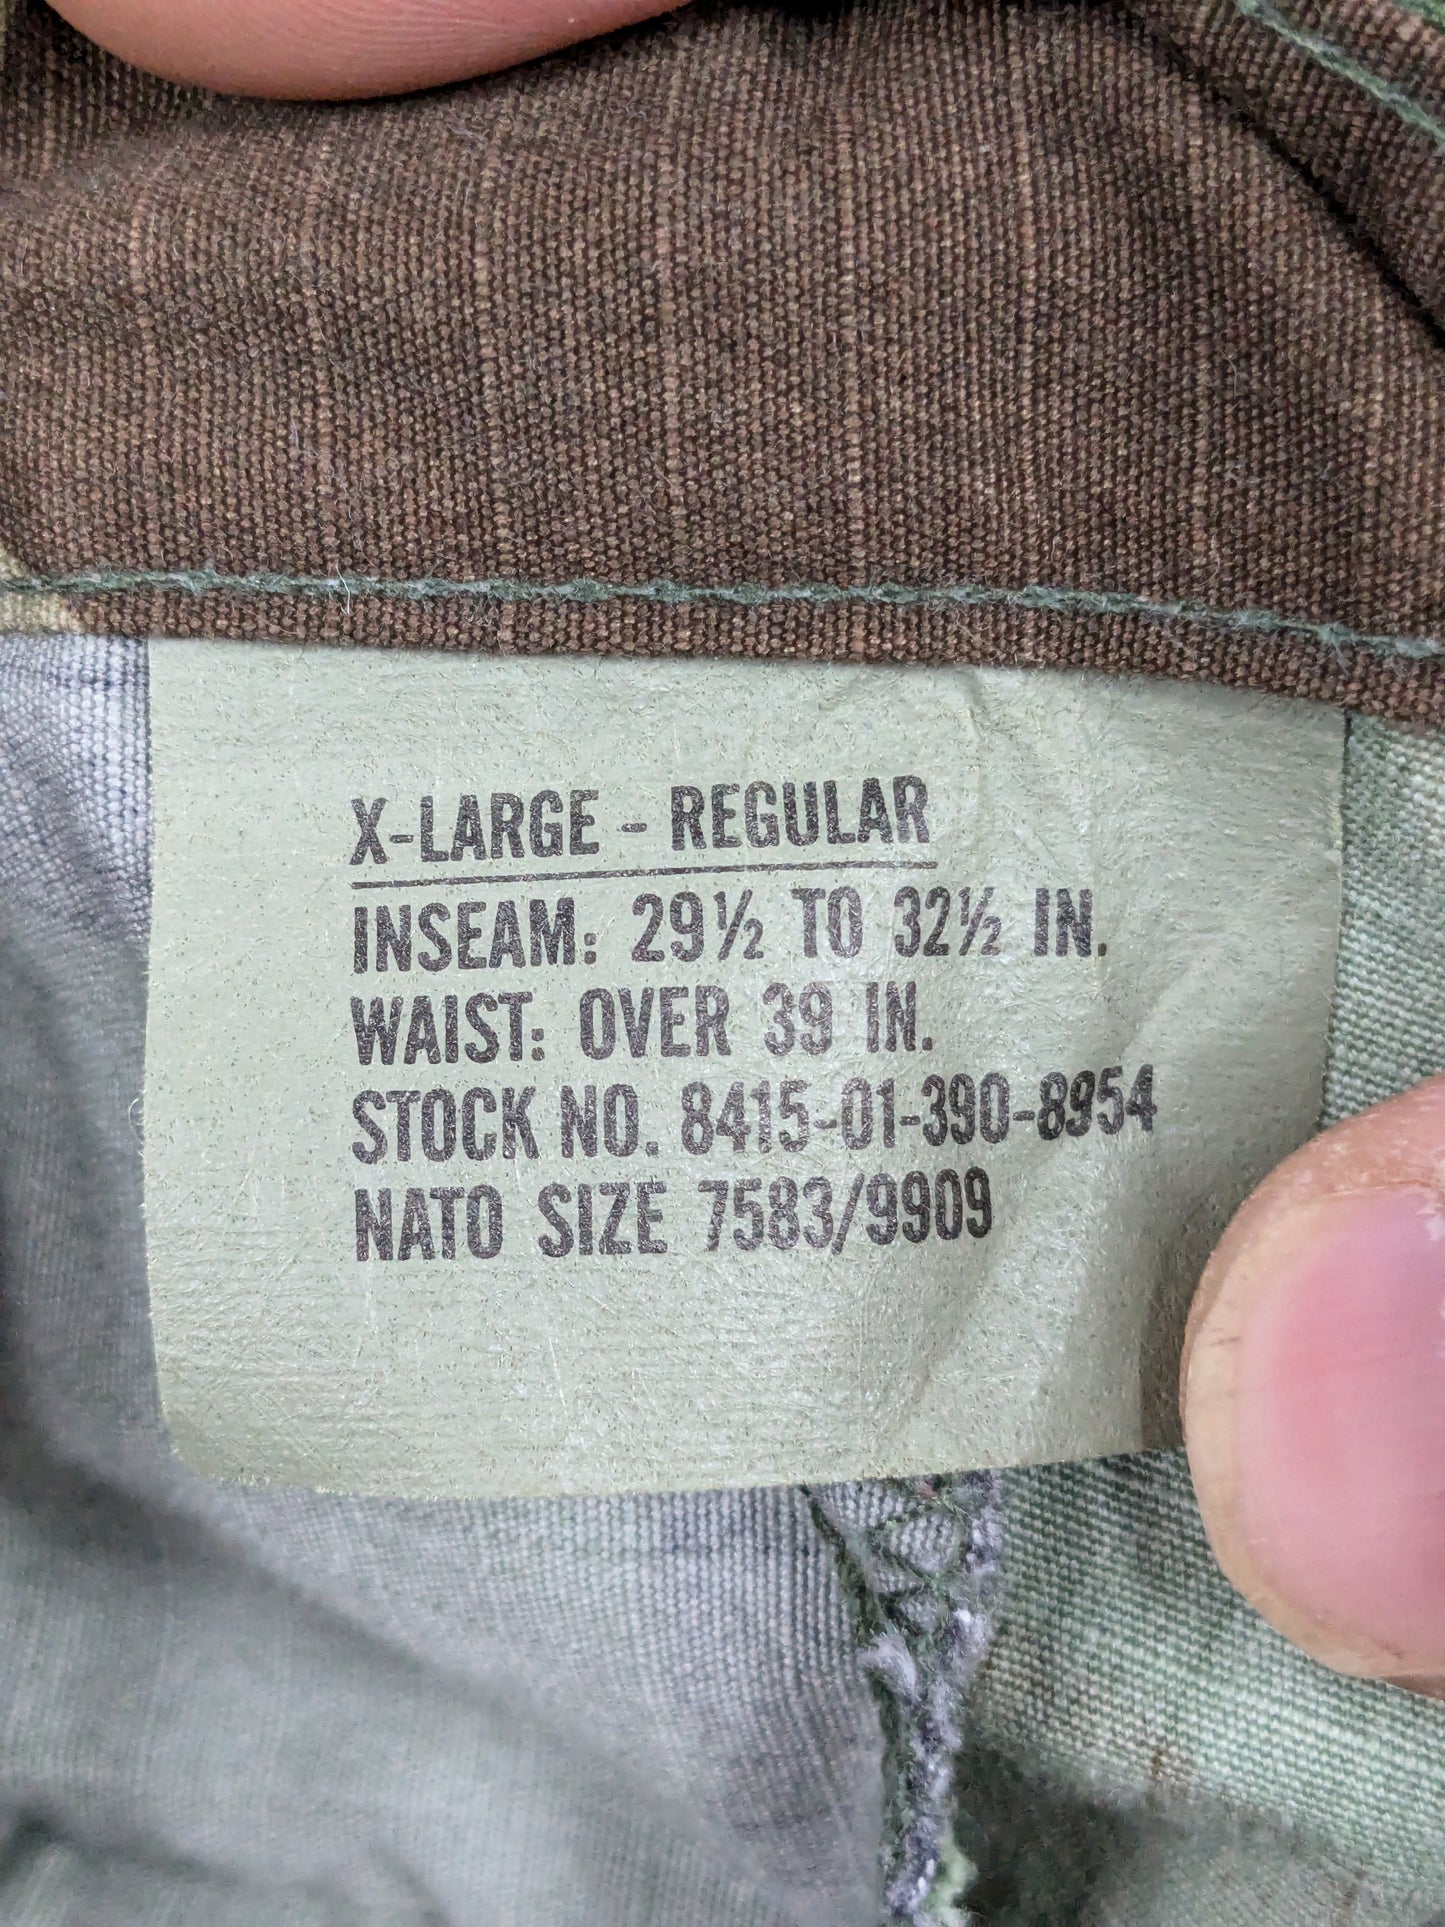 X-LARGE - REGULAR
INSEAM: 29½ TO 32½ IN.
WAIST: OVER 39 IN.
STOCK NO. 8415-01-390-8954
NATO SIZE 7583/9909